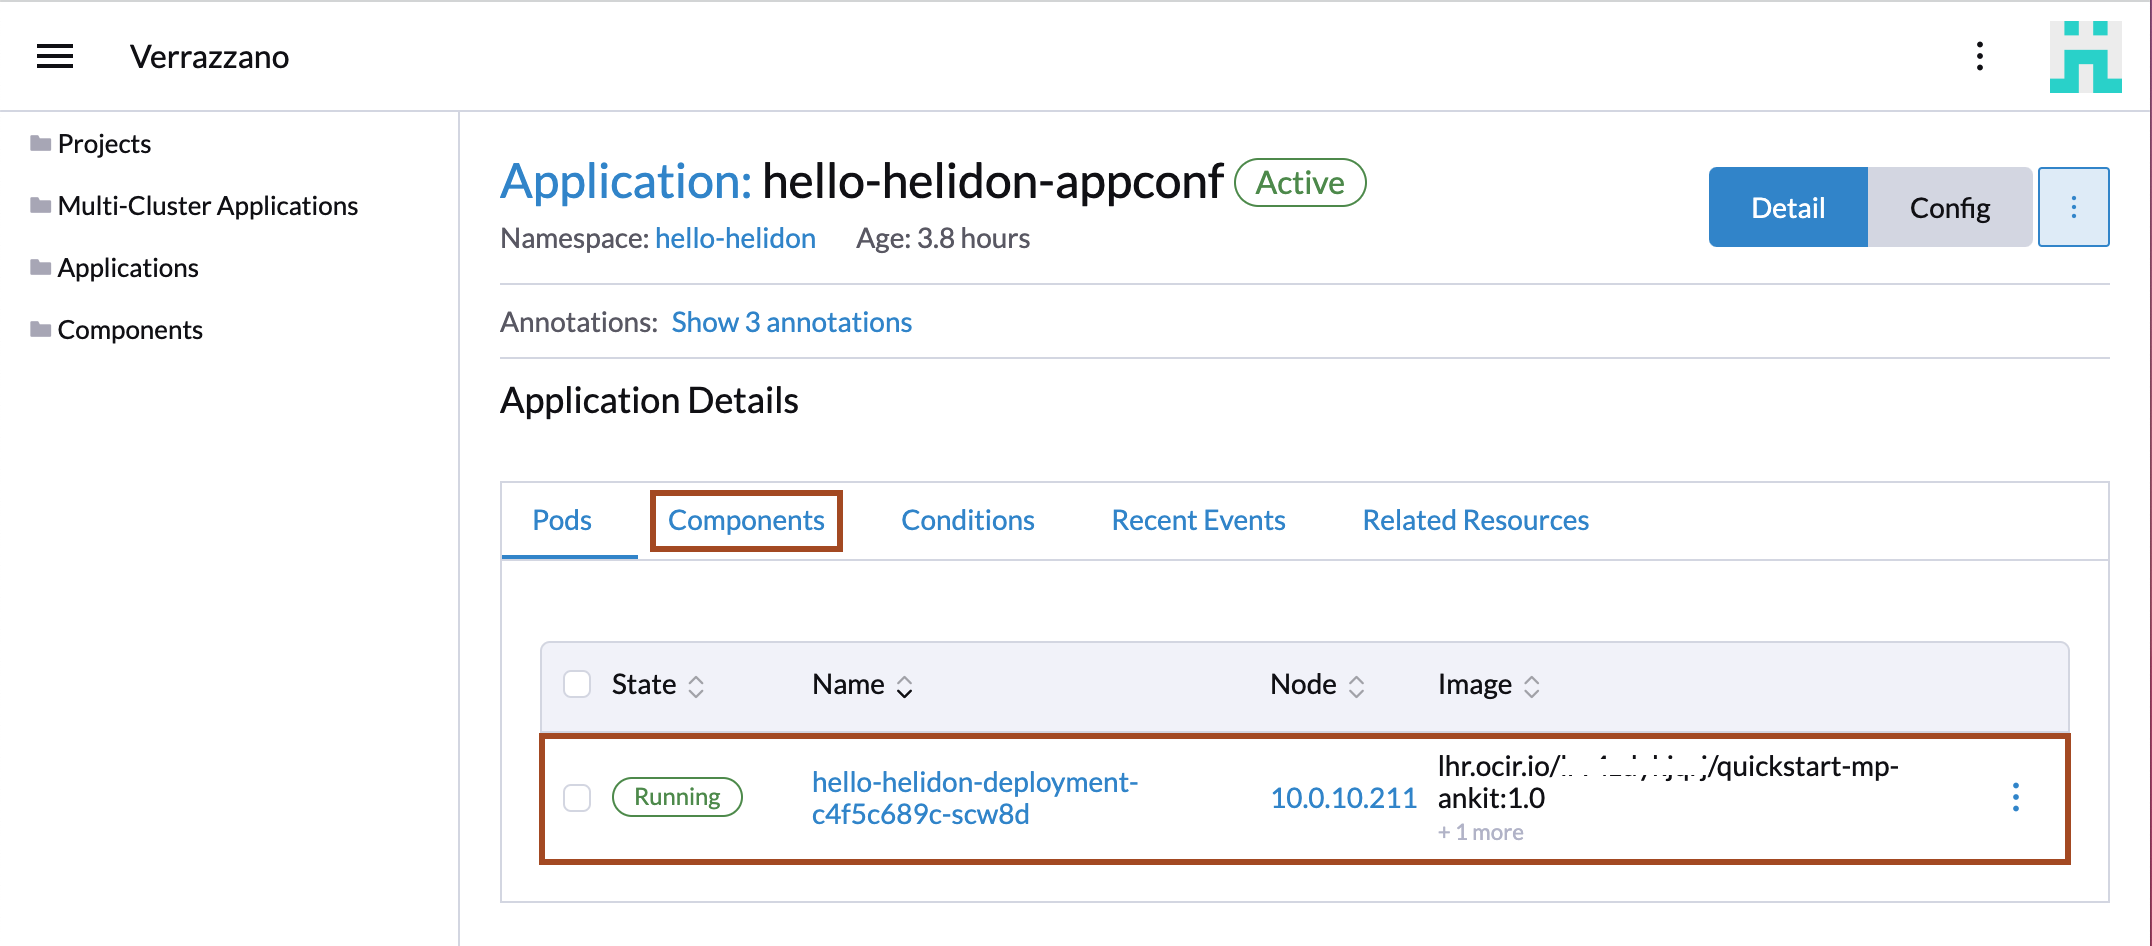 Verrazzano
Projects
Multi-Cluster Applications
Applications
Components
Application: hello-helidon-appconf Active
Namespace: hello-helidon Age: 3.8 hours
Detail Config
Annotations: Show 3 annotations
Application Details
Pods Components Conditions Recent Events Related Resources
State Name Node Image
Running
hello-helidon-deployment-
c4f5c689c-scw8d
10.0.10.211
lhr.ocir.io/ /quickstart-mp-
ankit:1.0
+ 1 more